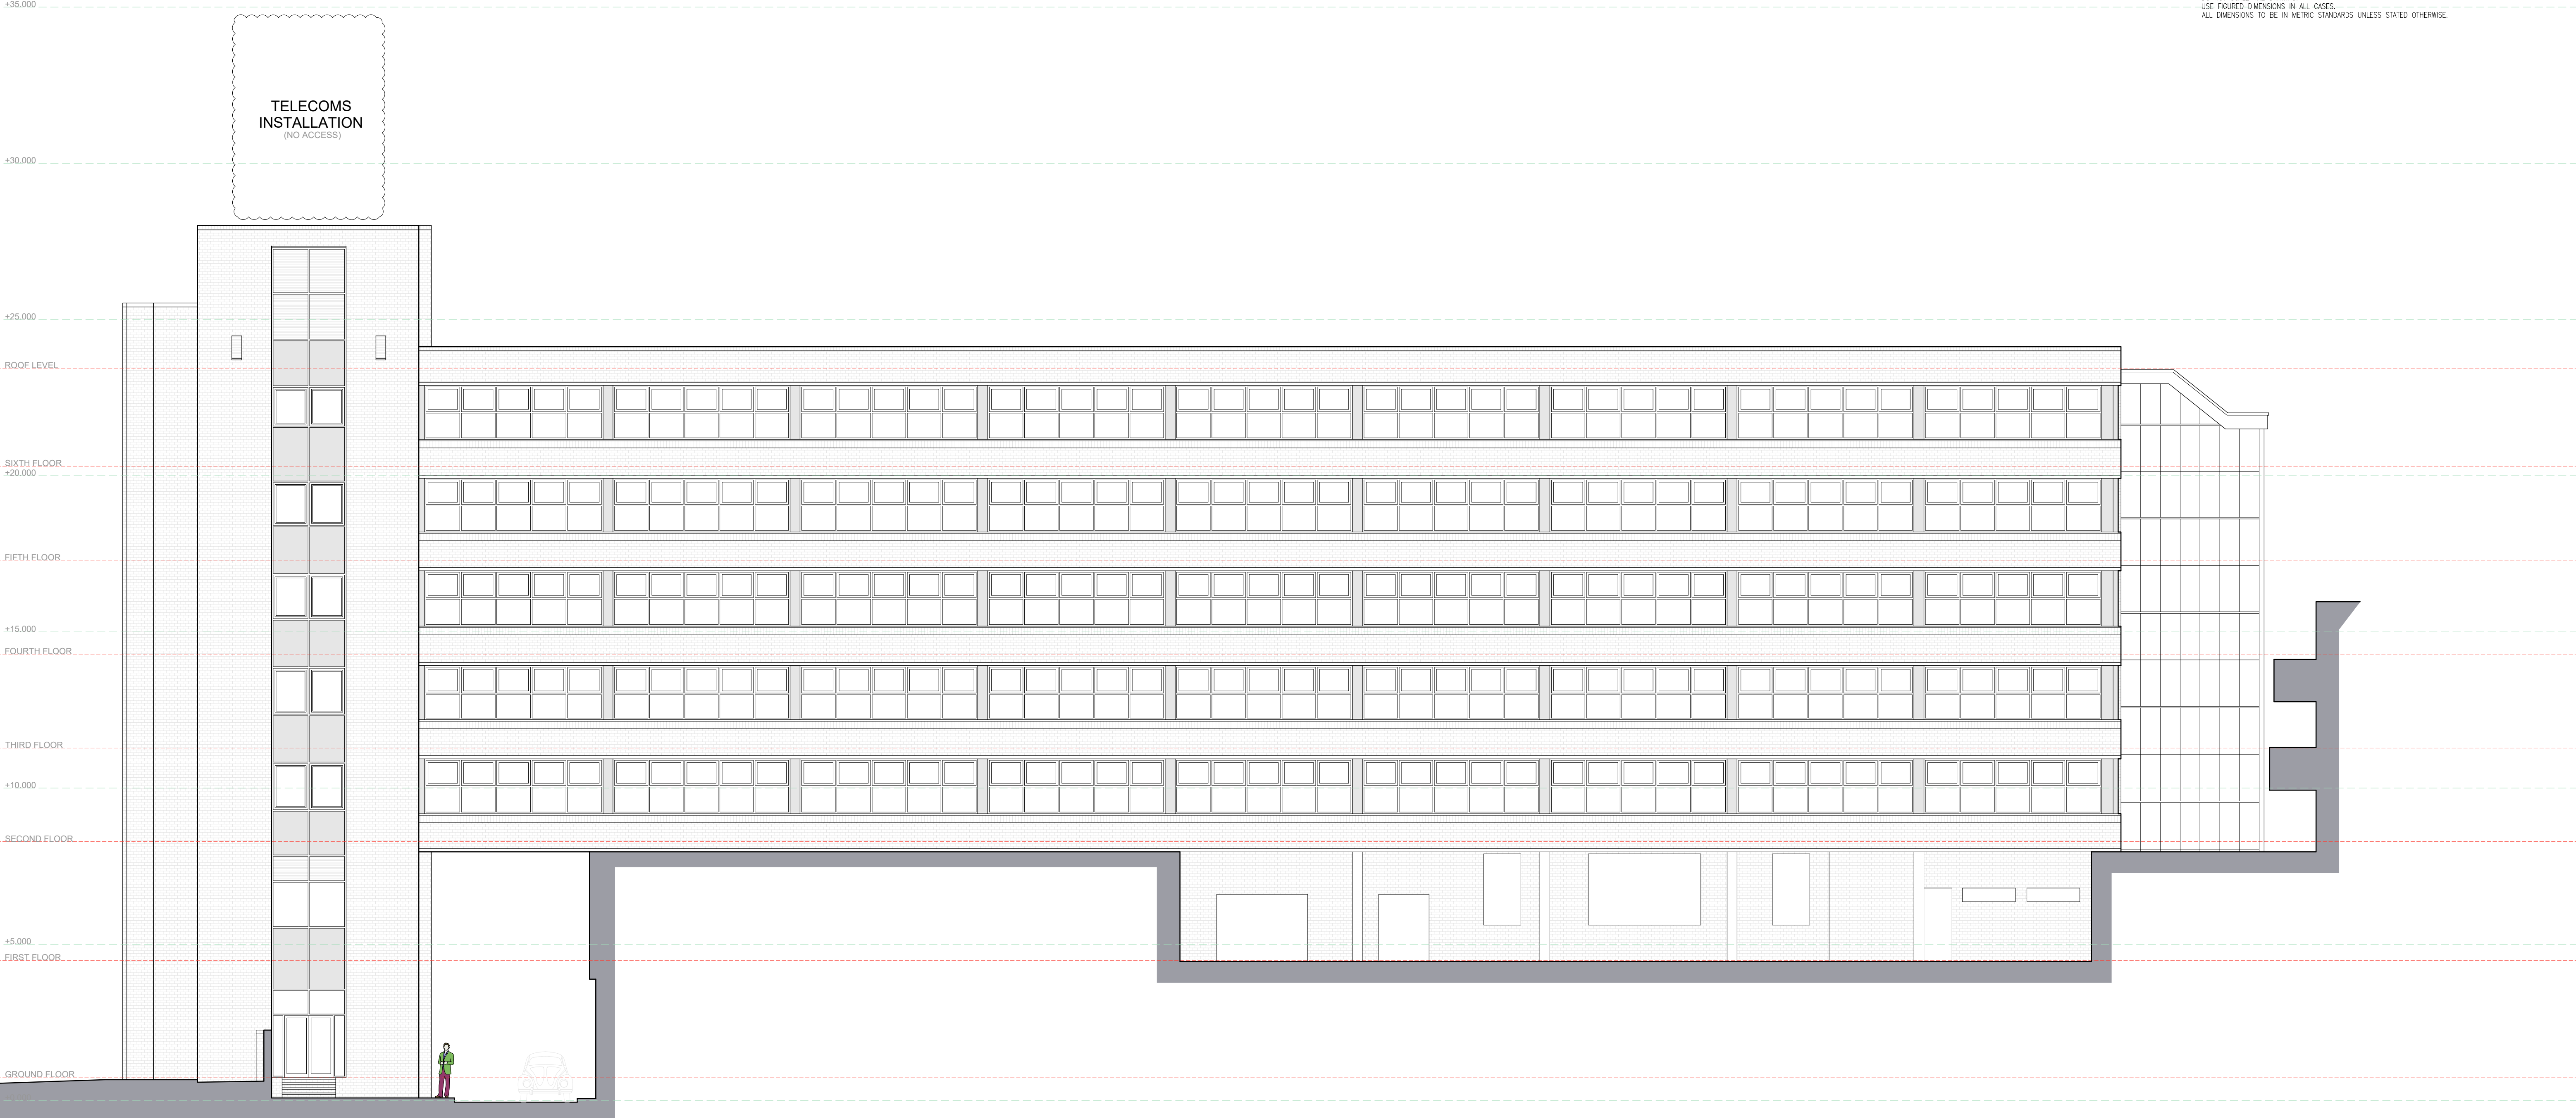 +35.000
USE FIGURED DIMENSIONS IN ALL CASES.
ALL DIMENSIONS TO BE IN METRIC STANDARDS UNLESS STATED OTHERWISE.
TELECOMS
INSTALLATION
(NO ACCESS)
+30.000
+25.000
ROOF LEVEL
SIXTH FLOOR
+20.000
FIFTH FLOOR
+15.000
FOURTH FLOOR
THIRD FLOOR
+10.000
SECOND FLOOR
+5.000
FIRST FLOOR
GROUND FLOOR